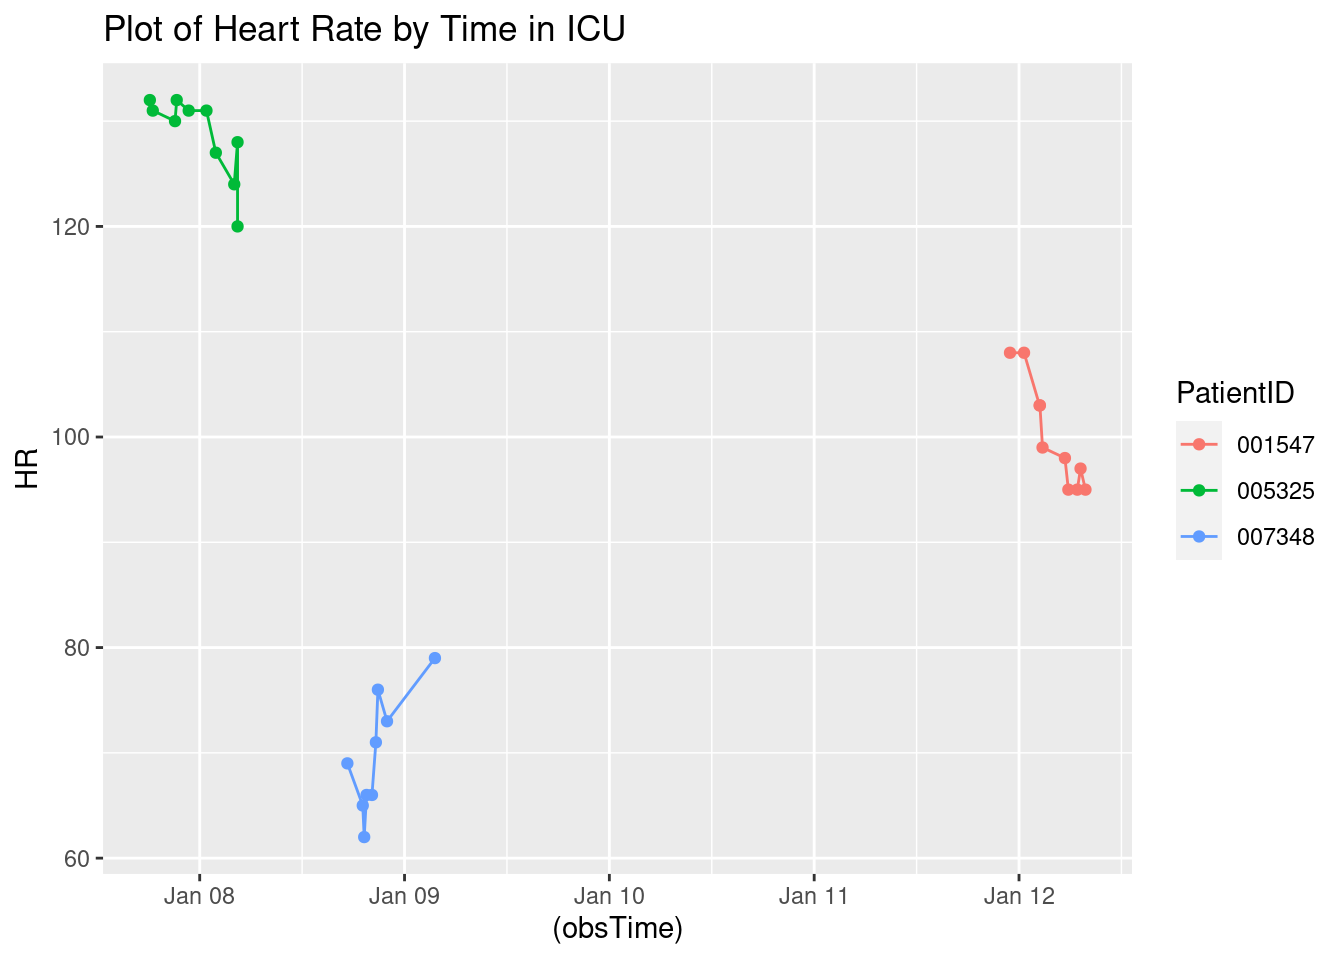 Plot of Heart Rate by Time in ICU
HR
120
100
80
60
Jan 08
Jan 09
Jan 10
Jan 11
Jan 12
(obsTime)
PatientID
001547
005325
007348